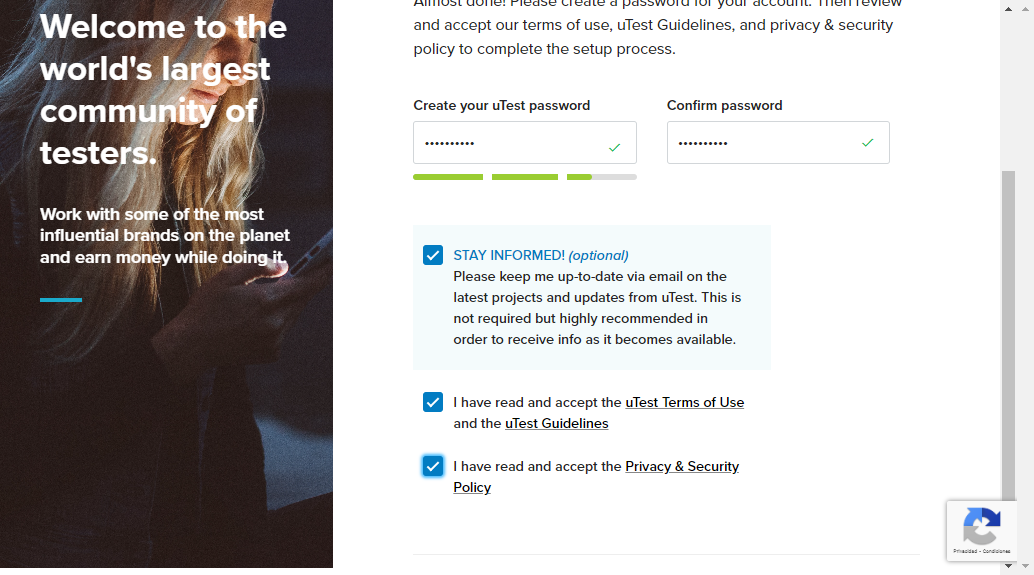 Welcome to the
world's largest
community of
testers.
Work with some of the most
influential brands on the planet
and earn money while doing it.
Almost done! Please create a password for your account. Then review
and accept our terms of use, uTest Guidelines, and privacy & security
policy to complete the setup process.
Create your uTest password
Confirm password
STAY INFORMED! (optional)
Please keep me up-to-date via email on the
latest projects and updates from uTest. This is
not required but highly recommended in
order to receive info as it becomes available.
I have read and accept the uTest Terms of Use
and the uTest Guidelines
I have read and accept the Privacy & Security
Policy
Privacidad - Condiciones